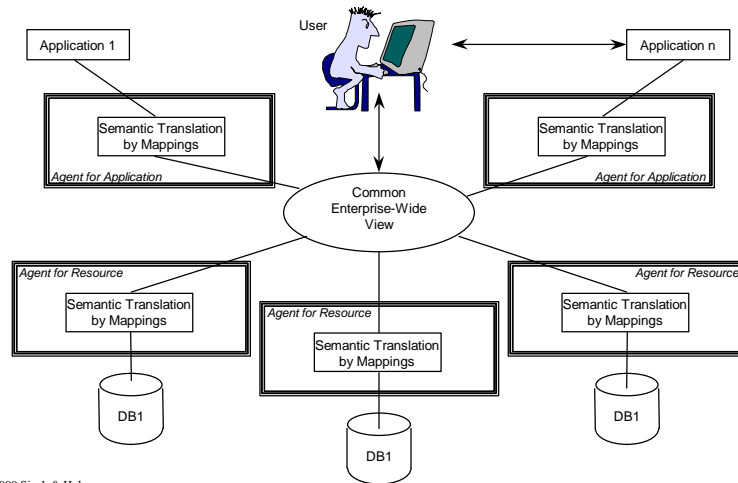 User
Application 1
Application n
Semantic Translation
by Mappings
Agent for Application
Semantic Translation
by Mappings
Agent for Application
Common
Enterprise-Wide
View
Agent for Resource
Semantic Translation
by Mappings
Agent for Resource
Semantic Translation
by Mappings
Agent for Resource
Semantic Translation
by Mappings
DB1
DB1
DB1